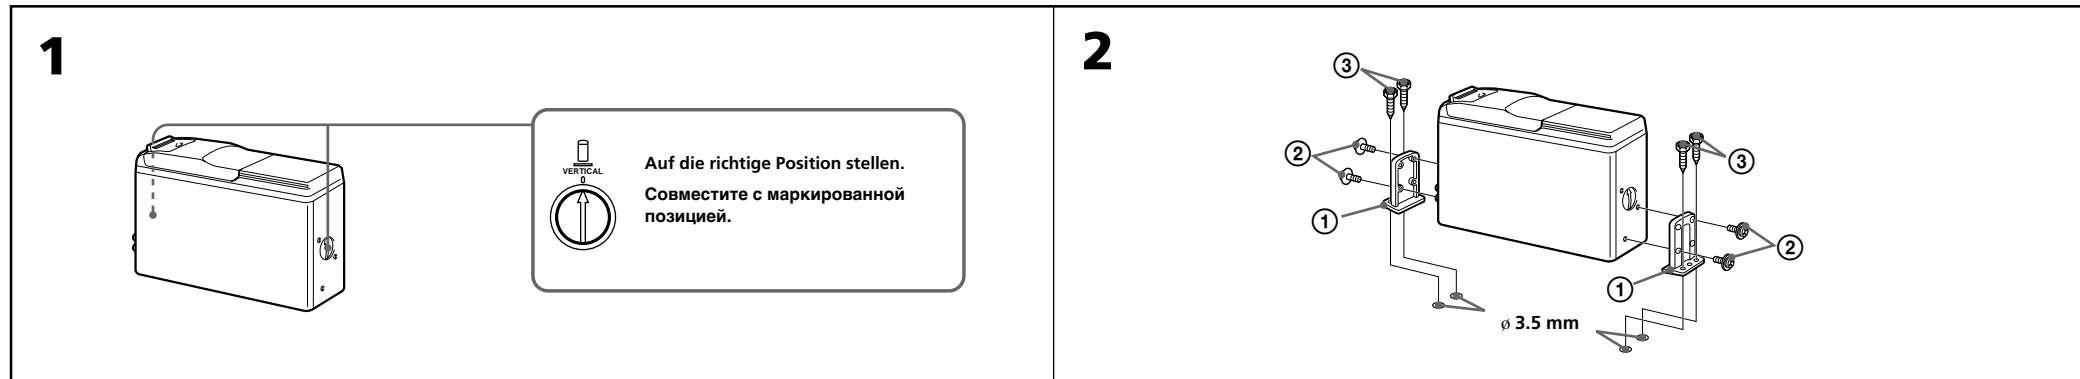 1
VERTICAL
0
Auf die richtige Position stellen.
Совместите с маркированной
позицией.
2
③
②
①
③
②
①
ø 3.5 mm